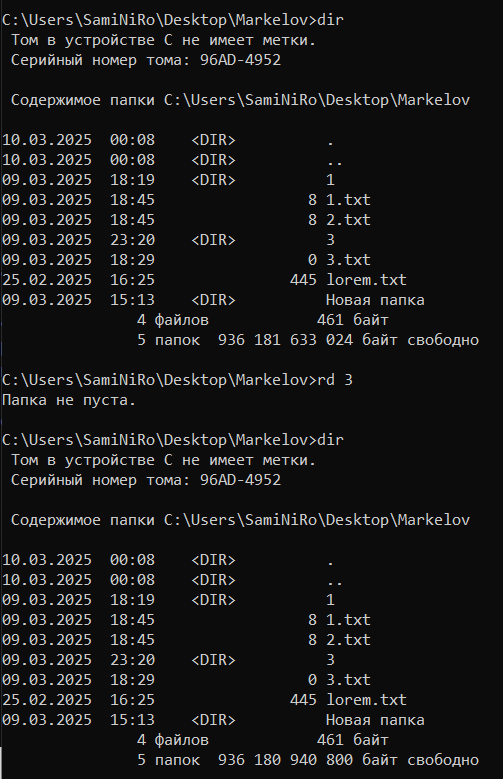 C:\Users\SamiNiRo\Desktop\Markelov>dir
Том в устройстве C не имеет метки.
Серийный номер тома: 96AD-4952

Содержимое папки C:\Users\SamiNiRo\Desktop\Markelov

10.03.2025  00:08    <DIR>          .
10.03.2025  00:08    <DIR>          ..
09.03.2025  18:19    <DIR>          1
09.03.2025  18:45                 8 1.txt
09.03.2025  18:45                 8 2.txt
09.03.2025  23:20    <DIR>          3
09.03.2025  18:29                 0 3.txt
25.02.2025  16:25               445 lorem.txt
09.03.2025  15:13    <DIR>          Новая папка
               4 файлов            461 байт
               5 папок  936 181 633 024 байт свободно

C:\Users\SamiNiRo\Desktop\Markelov>rd 3
Папка не пуста.

C:\Users\SamiNiRo\Desktop\Markelov>dir
Том в устройстве C не имеет метки.
Серийный номер тома: 96AD-4952

Содержимое папки C:\Users\SamiNiRo\Desktop\Markelov

10.03.2025  00:08    <DIR>          .
10.03.2025  00:08    <DIR>          ..
09.03.2025  18:19    <DIR>          1
09.03.2025  18:45                 8 1.txt
09.03.2025  18:45                 8 2.txt
09.03.2025  23:20    <DIR>          3
09.03.2025  18:29                 0 3.txt
25.02.2025  16:25               445 lorem.txt
09.03.2025  15:13    <DIR>          Новая папка
               4 файлов            461 байт
               5 папок  936 180 940 800 байт свободно